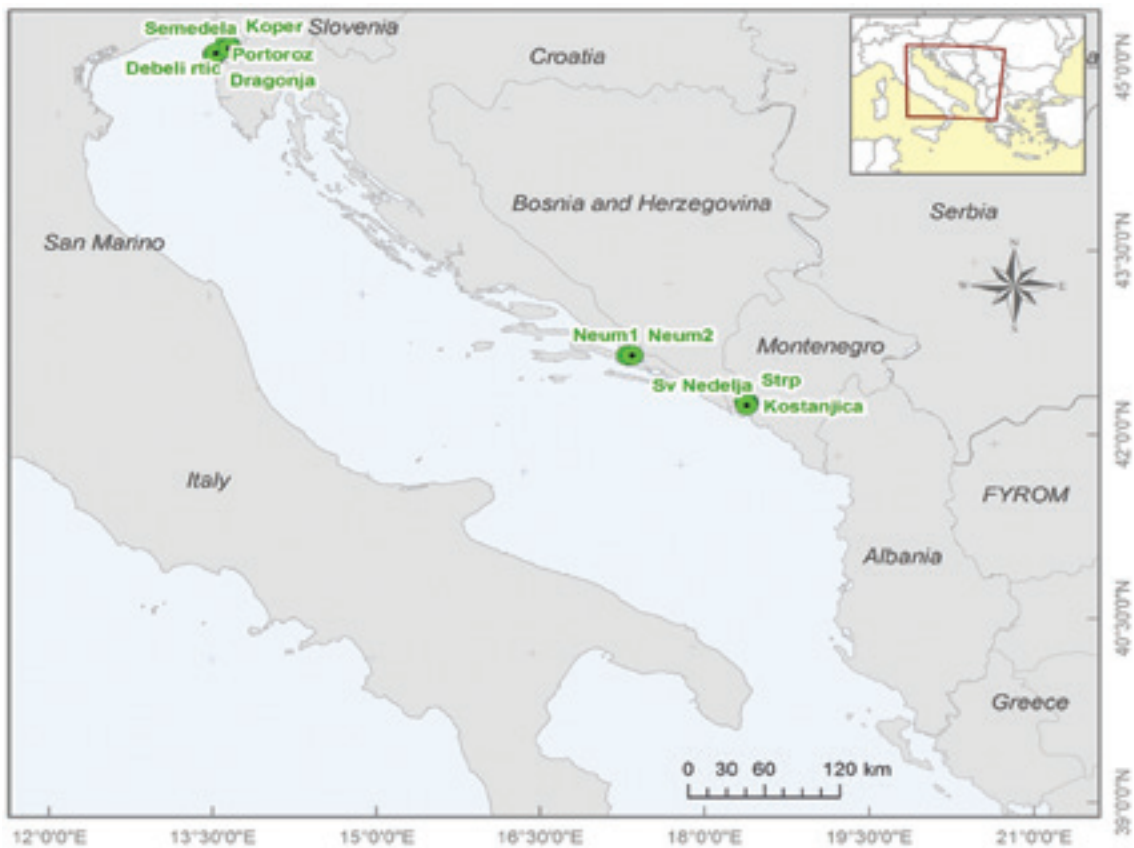 Semedela Koper Slovenia
Debeli rtic Portoroz
Dragonja
Croatia
Bosnia and Herzegovina
Serbia
San Marino
N
W E
S
Neum1 Neum2
Montenegro
Sv Nedelja Strp
Kostanjica
Italy
FYROM
Albania
Greece
0 30 60 120 km
45°0'0"N
43°30'0"N
42°0'0"N
40°30'0"N
39°0'0"N
12°0'0"E 13°30'0"E 15°0'0"E 16°30'0"E 18°0'0"E 19°30'0"E 21°0'0"E